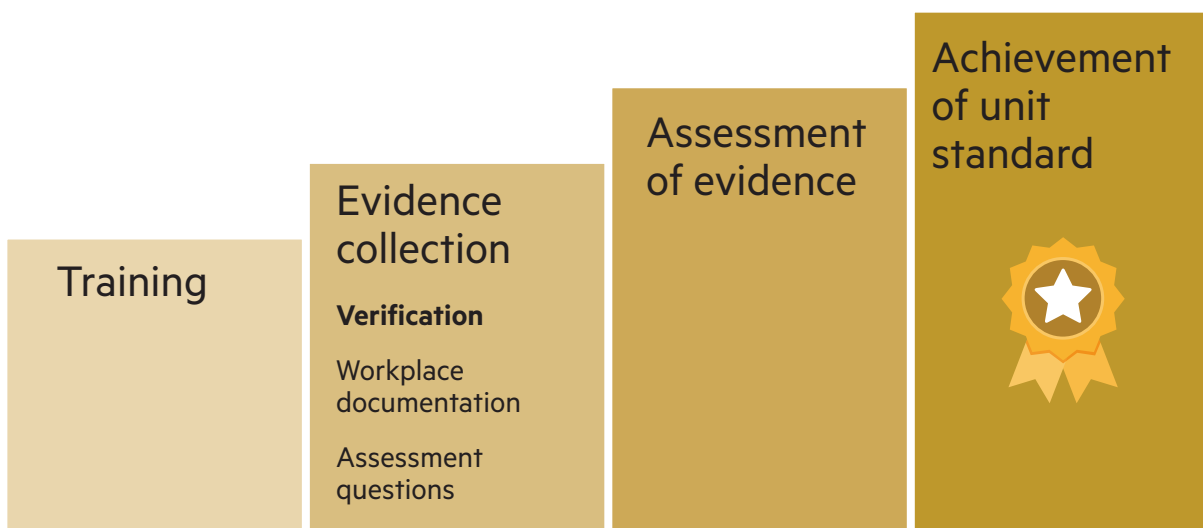 Training
Evidence
collection
Verification
Workplace
documentation
Assessment
questions
Assessment
of evidence
Achievement
of unit
standard